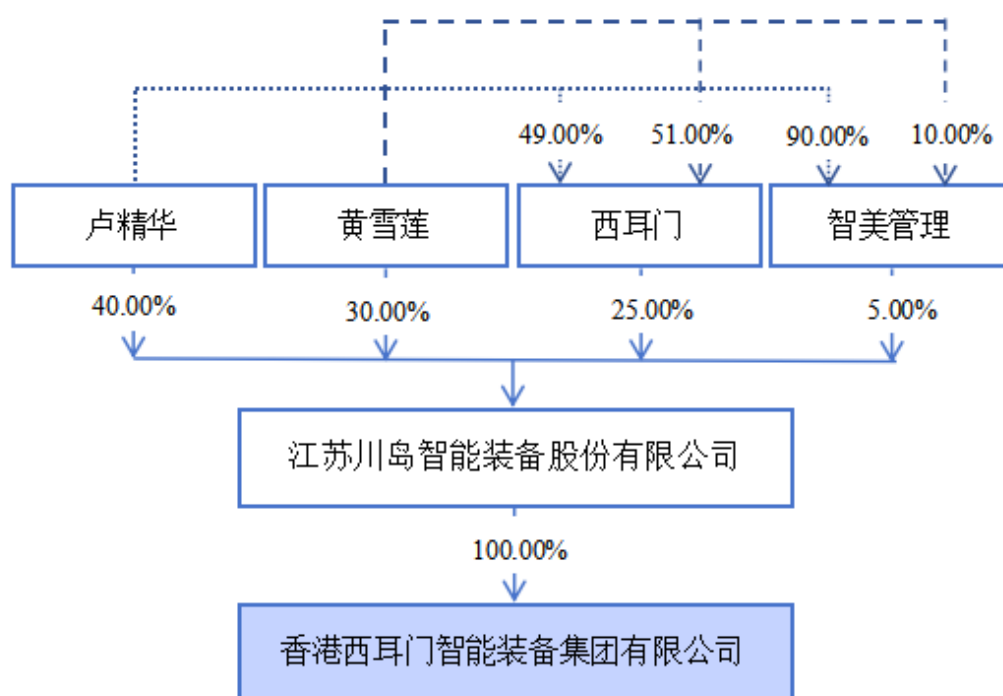 49.00%
51.00%
90.00%
10.00%
卢精华
黄雪莲
西耳门
智美管理
40.00%
30.00%
25.00%
5.00%
江苏川岛智能装备股份有限公司
100.00%
香港西耳门智能装备集团有限公司